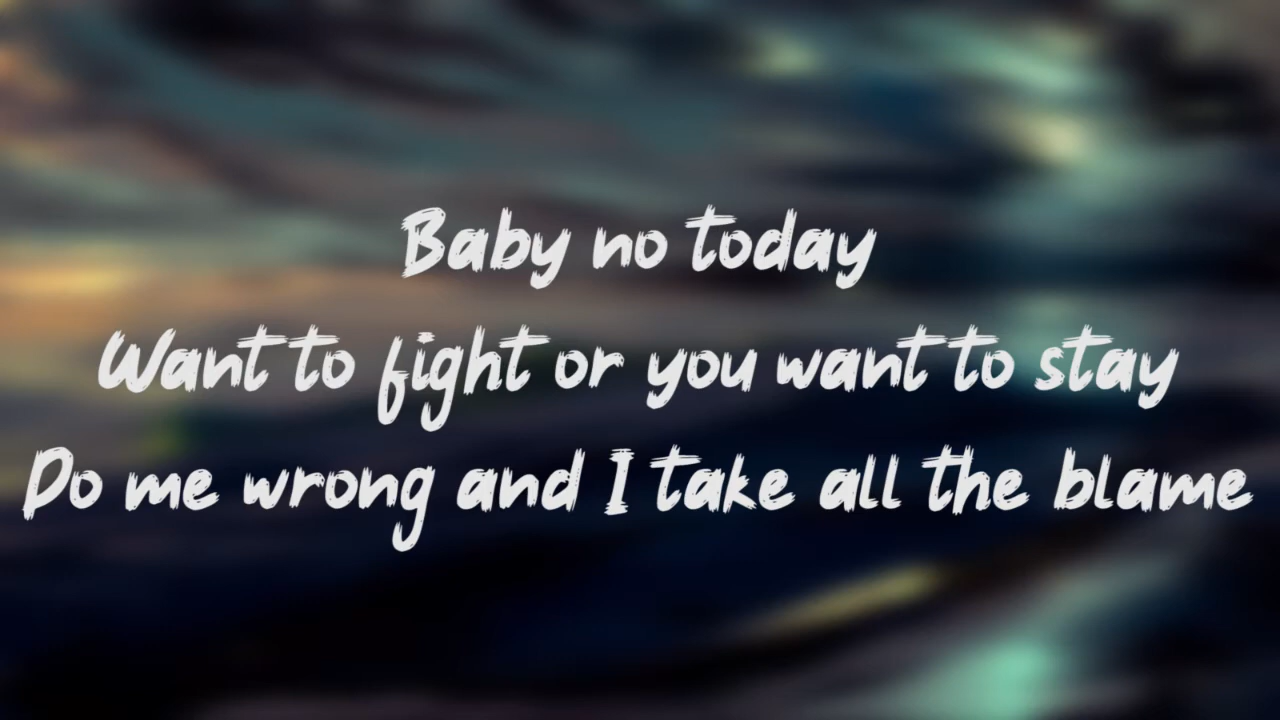 Baby no today
Want to fight or you want to stay
Do me wrong and I take all the blame